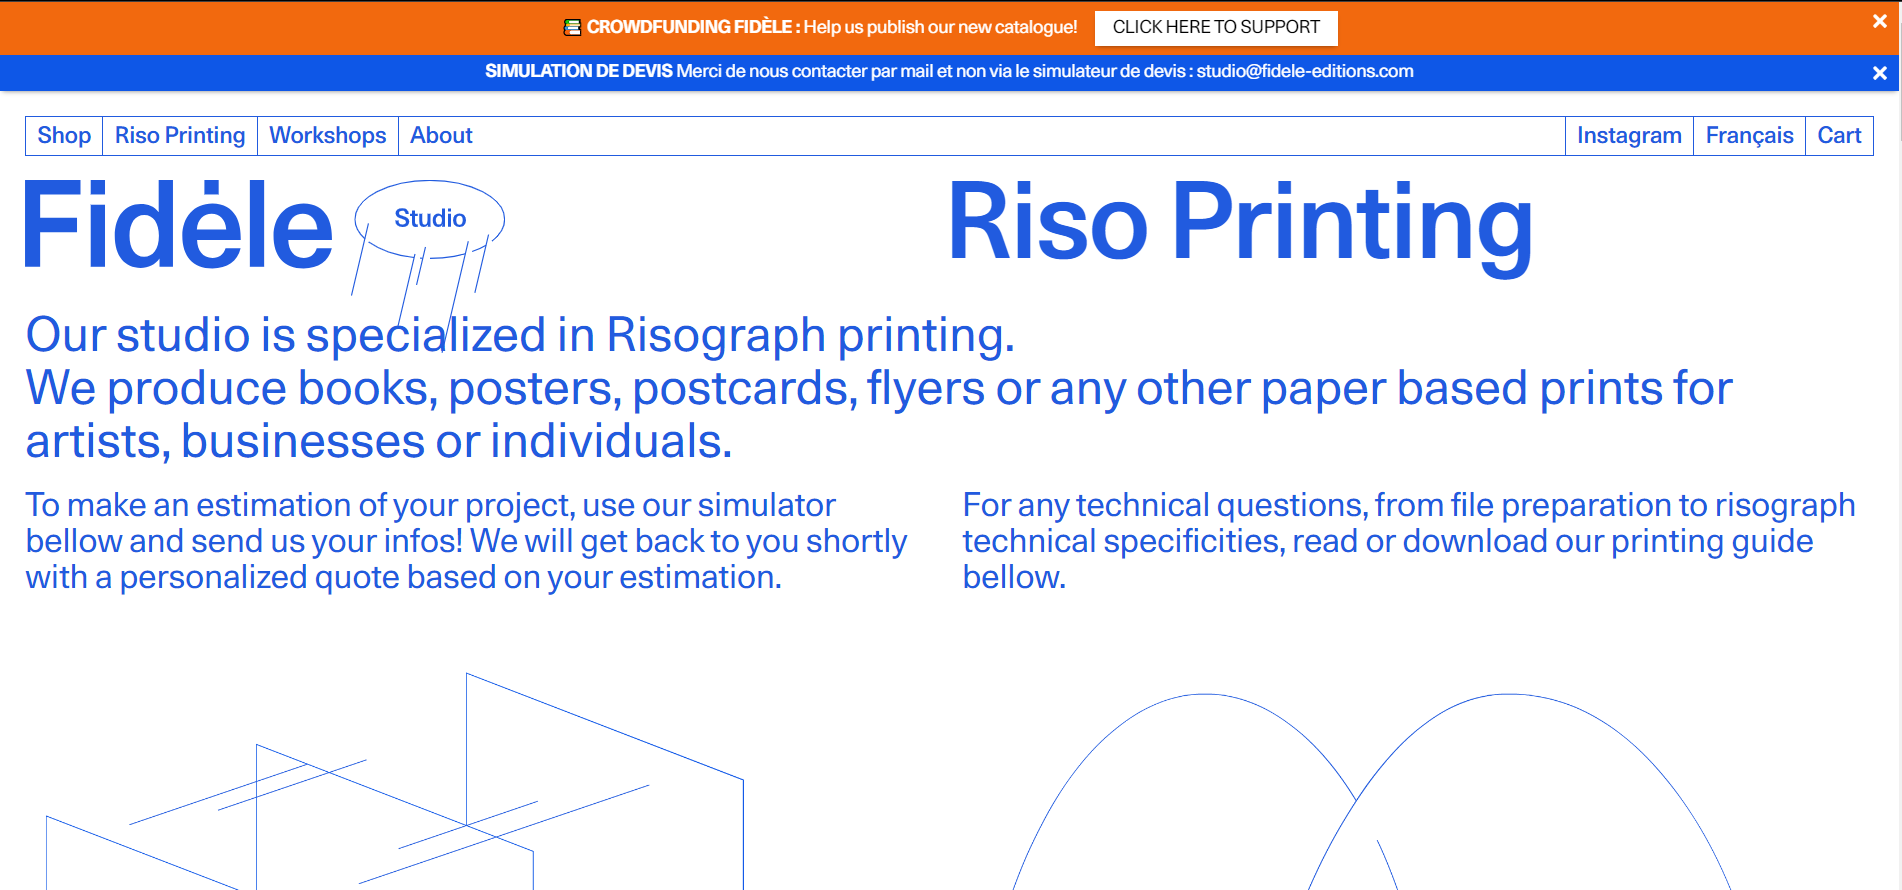 CROWDFUNDING FIDÈLE : Help us publish our new catalogue! CLICK HERE TO SUPPORT
SIMULATION DE DEVIS Merci de nous contacter par mail et non via le simulateur de devis : studio@fidele-editions.com
Shop Riso Printing Workshops About Instagram Français Cart
Fidėle Studio Riso Printing
Our studio is specialized in Risograph printing.
We produce books, posters, postcards, flyers or any other paper based prints for
artists, businesses or individuals.
To make an estimation of your project, use our simulator
bellow and send us your infos! We will get back to you shortly
with a personalized quote based on your estimation.
For any technical questions, from file preparation to risograph
technical specificities, read or download our printing guide
bellow.